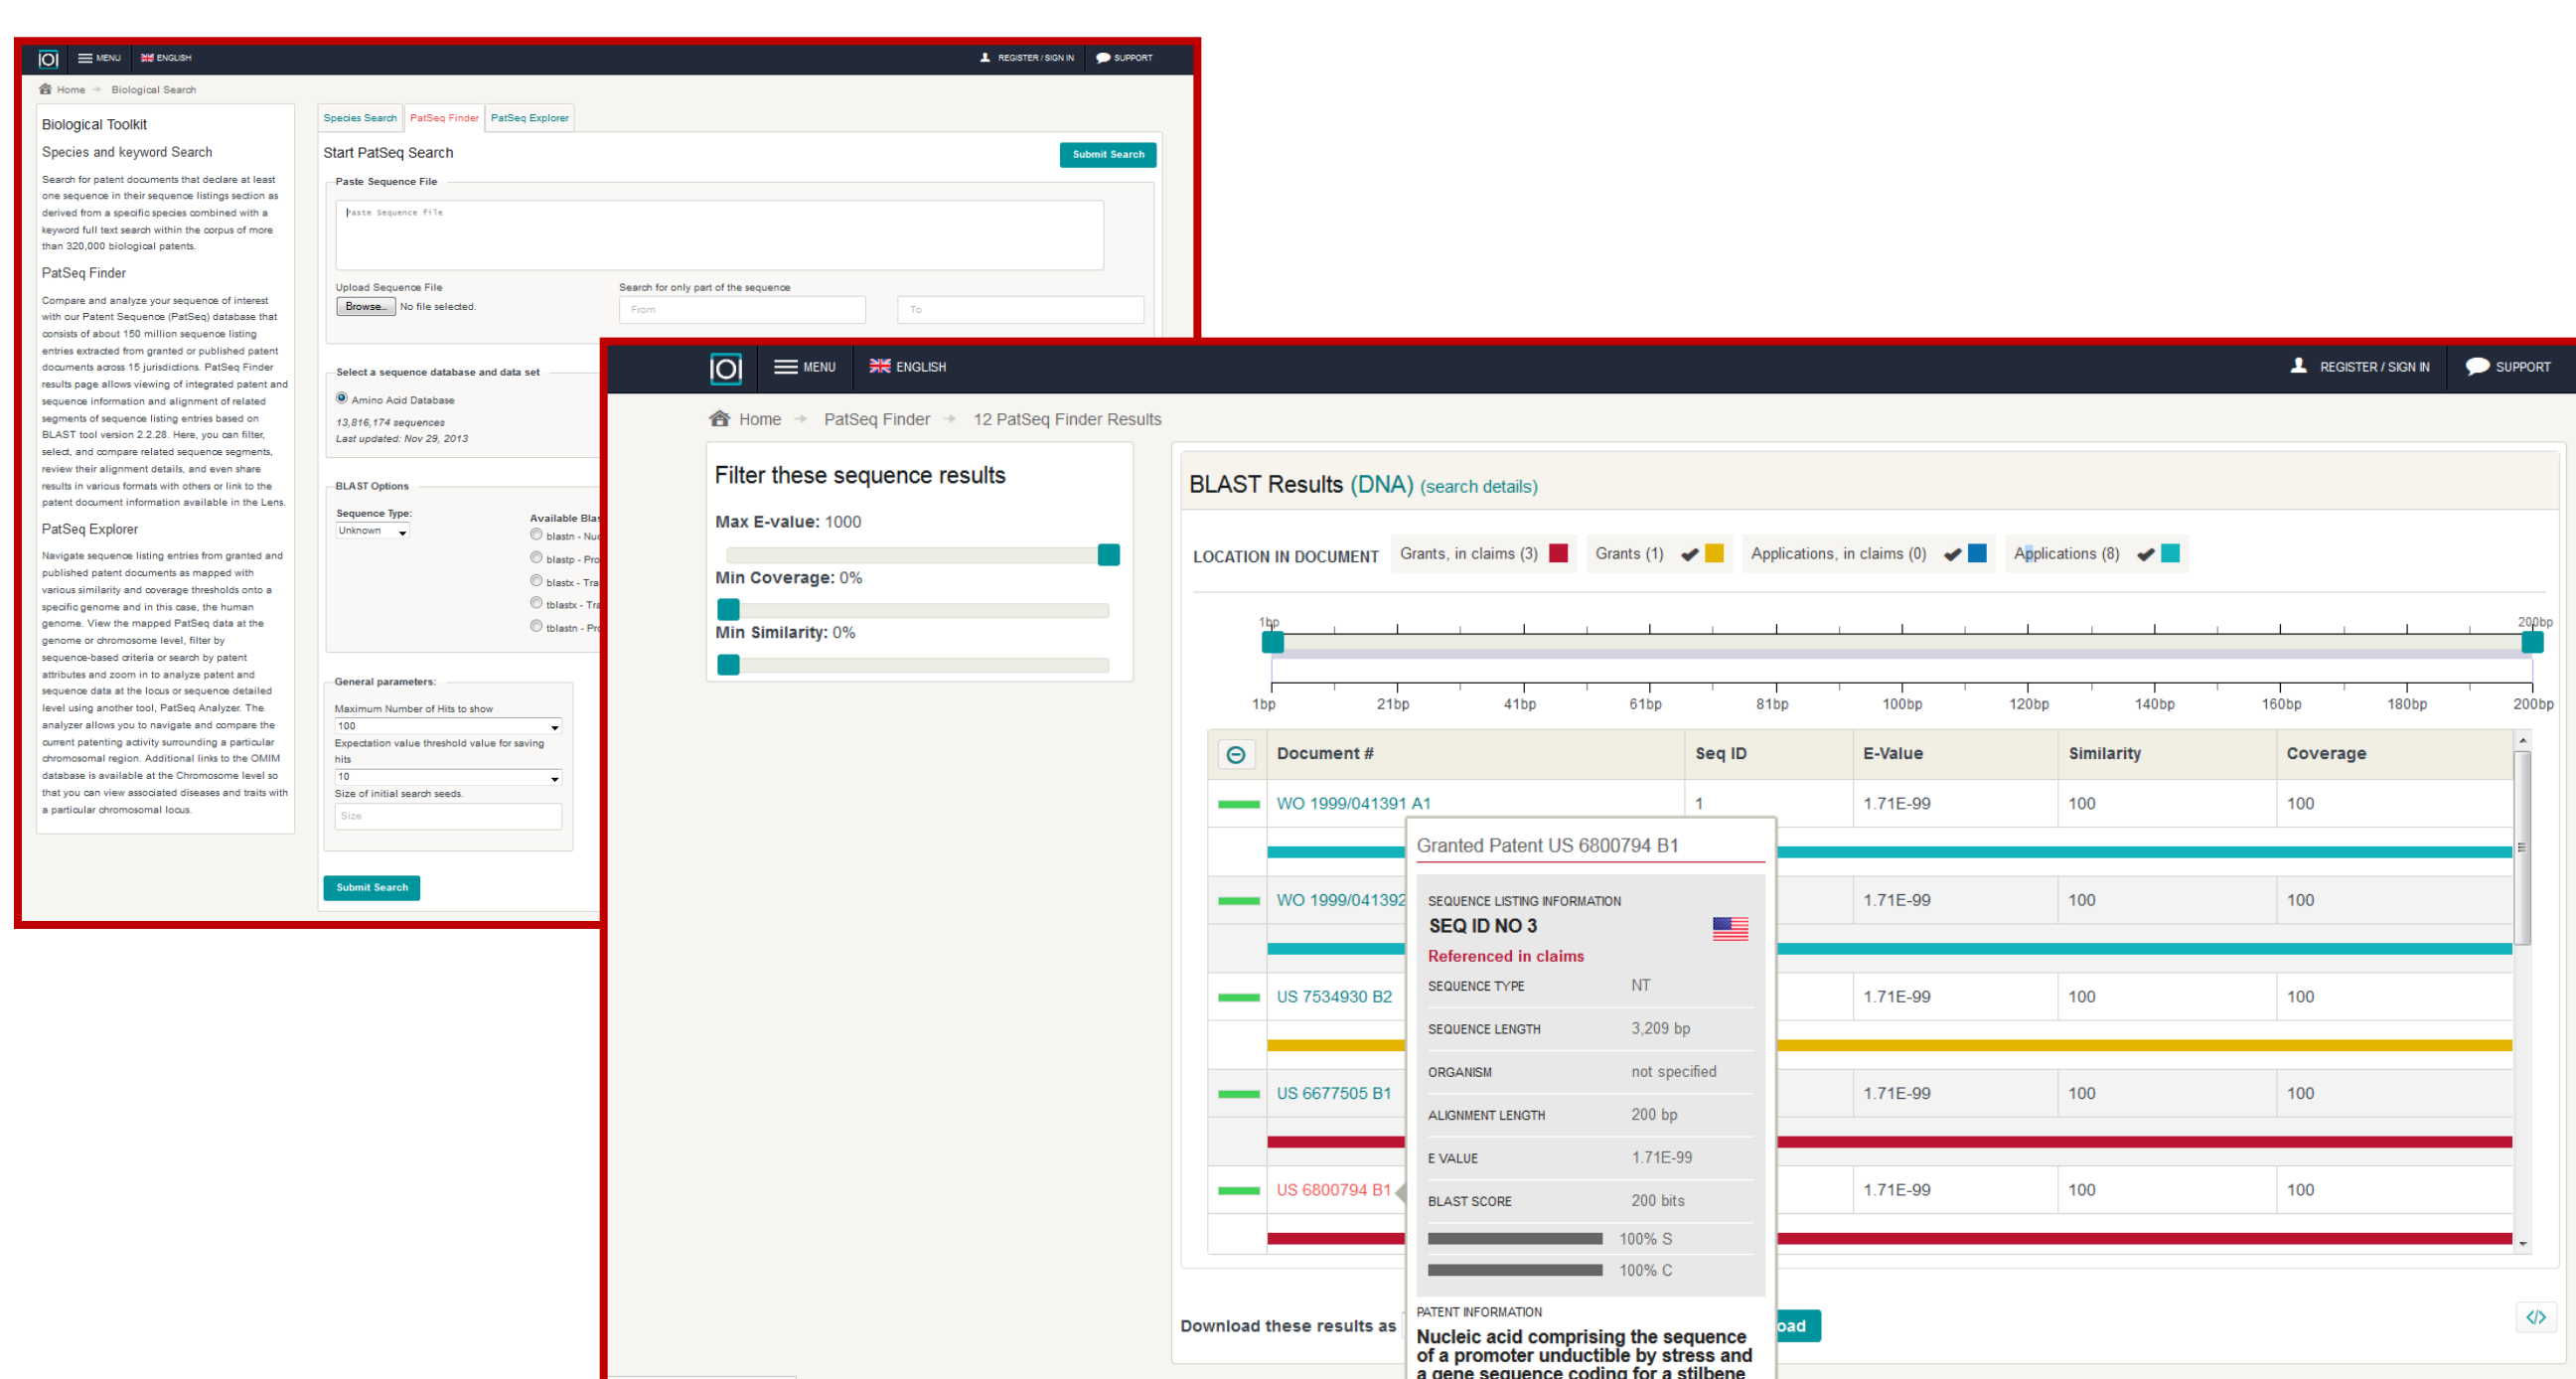 MENU
ENGLISH
REGISTER / SIGN IN
SUPPORT
Home
Biological Search
Biological Toolkit
Species and keyword Search
Search for patent documents that declare at least
one sequence in their sequence listings section as
derived from a specific species combined with a
keyword full text search within the corpus of more
than 320,000 biological patents.
PatSeq Finder
Compare and analyze your sequence of interest
with our Patent Sequence (PatSeq) database that
consists of about 150 million sequence listing
entries extracted from granted or published patent
documents across 15 jurisdictions. PatSeq Finder
results page allows viewing of integrated patent and
sequence information and alignment of related
segments of sequence listing entries based on
BLAST tool version 2.2.28. Here, you can filter,
select, and compare related sequence segments,
review their alignment details, and even share
results in various formats with others or link to the
patent document information available in the Lens.
PatSeq Explorer
Navigate sequence listing entries from granted and
published patent documents as mapped with
various similarity and coverage thresholds onto a
specific genome and in this case, the human
genome. View the mapped PatSeq data at the
genome or chromosome level, filter by
sequence-based criteria or search by patent
attributes and zoom in to analyze patent and
sequence data at the locus or sequence detailed
level using another tool, PatSeq Analyzer. The
analyzer allows you to navigate and compare the
current patenting activity surrounding a particular
chromosomal region. Additional links to the OMIM
database is available at the Chromosome level so
that you can view associated diseases and traits with
a particular chromosomal locus.
Species Search PatSeq Finder PatSeq Explorer
Start PatSeq Search
Submit Search
Paste Sequence File
Paste Sequence File
Upload Sequence File
Browse... No file selected.
Search for only part of the sequence
From
To
Select a sequence database and data set
Amino Acid Database
13,816,174 sequences
Last updated: Nov 29, 2013
BLAST Options
Sequence Type:
Unknown
Available Blas
blastn - Nuc
blastp - Pro
blastx - Tra
tblastx - Tra
tblastn - Pro
General parameters:
Maximum Number of Hits to show
100
Expectation value threshold value for saving
hits
10
Size of initial search seeds.
Size
Submit Search
MENU
ENGLISH
REGISTER / SIGN IN
SUPPORT
Home
PatSeq Finder
12 PatSeq Finder Results
Filter these sequence results
Max E-value: 1000
Min Coverage: 0%
Min Similarity: 0%
BLAST Results (DNA) (search details)
LOCATION IN DOCUMENT Grants, in claims (3) Grants (1) Applications, in claims (0) Applications (8)
1bp 200bp
1bp 21bp 41bp 61bp 81bp 100bp 120bp 140bp 160bp 180bp 200bp
Document # Seq ID E-Value Similarity Coverage
WO 1999/041391 A1 1 1.71E-99 100 100
WO 1999/041392 1.71E-99 100 100
US 7534930 B2 1.71E-99 100 100
US 6677505 B1 1.71E-99 100 100
US 6800794 B1 1.71E-99 100 100
Granted Patent US 6800794 B1
SEQUENCE LISTING INFORMATION
SEQ ID NO 3
Referenced in claims
SEQUENCE TYPE NT
SEQUENCE LENGTH 3,209 bp
ORGANISM not specified
ALIGNMENT LENGTH 200 bp
E VALUE 1.71E-99
BLAST SCORE 200 bits
100% S
100% C
PATENT INFORMATION
Nucleic acid comprising the sequence
of a promoter unductible by stress and
a gene sequence coding for a stilbene
Download these results as
oad